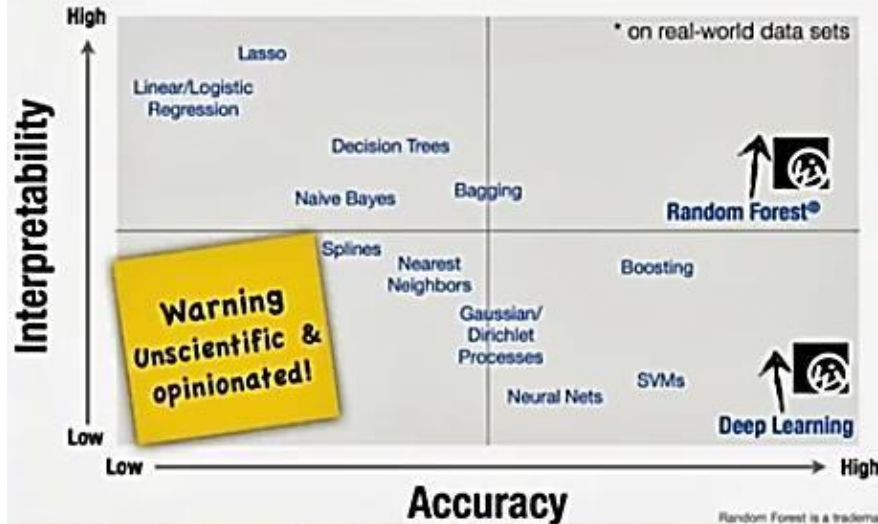 High
* on real-world data sets
Lasso
Linear/Logistic
Regression
Decision Trees
Naive Bayes
Bagging
Random Forest®
Interpretability
Splines
Nearest
Neighbors
Boosting
Warning
Unscientific &
opinionated!
Gaussian/
Dirichlet
Processes
SVMs
Neural Nets
Deep Learning
Low
Low
High
Accuracy
Random Forest is a